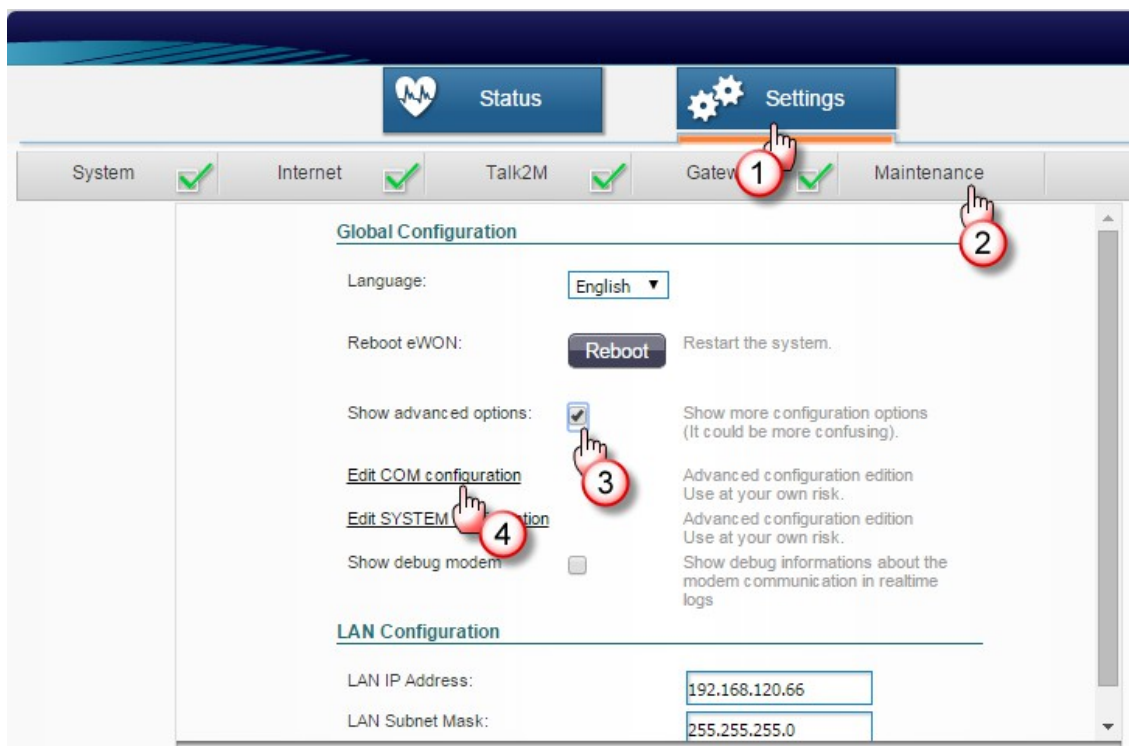 Status
Settings
System
Internet
Talk2M
Gatew
Maintenance
1
2
Global Configuration
Language:
English
Reboot eWON:
Reboot
Restart the system.
Show advanced options:
Show more configuration options
(It could be more confusing).
3
Edit COM configuration
Advanced configuration edition
Use at your own risk.
4
Edit SYSTEM
Advanced configuration edition
Use at your own risk.
Show debug modem
Show debug informations about the
modem communication in realtime
logs
LAN Configuration
LAN IP Address:
192.168.120.66
LAN Subnet Mask:
255.255.255.0